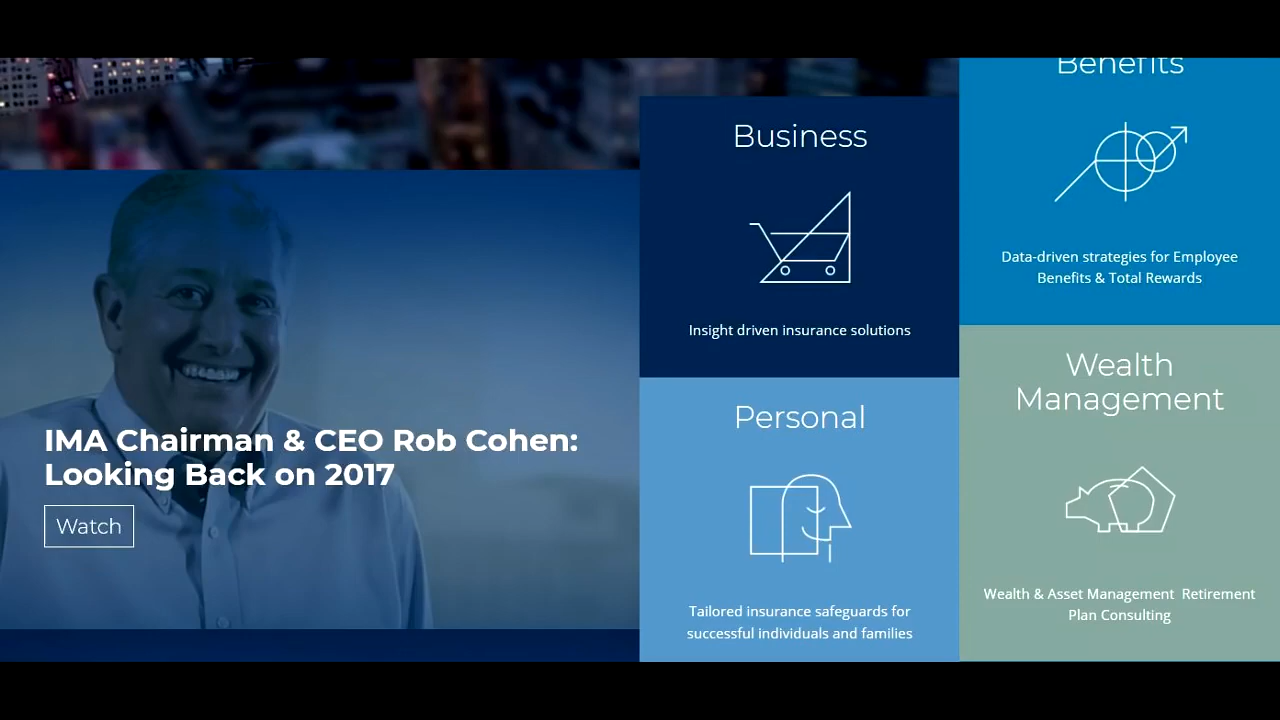 IMA Chairman & CEO Rob Cohen:
Looking Back on 2017
Watch
Business
Insight driven insurance solutions
Personal
Tailored insurance safeguards for
successful individuals and families
Benefits
Data-driven strategies for Employee
Benefits & Total Rewards
Wealth
Management
Wealth & Asset Management  Retirement
Plan Consulting